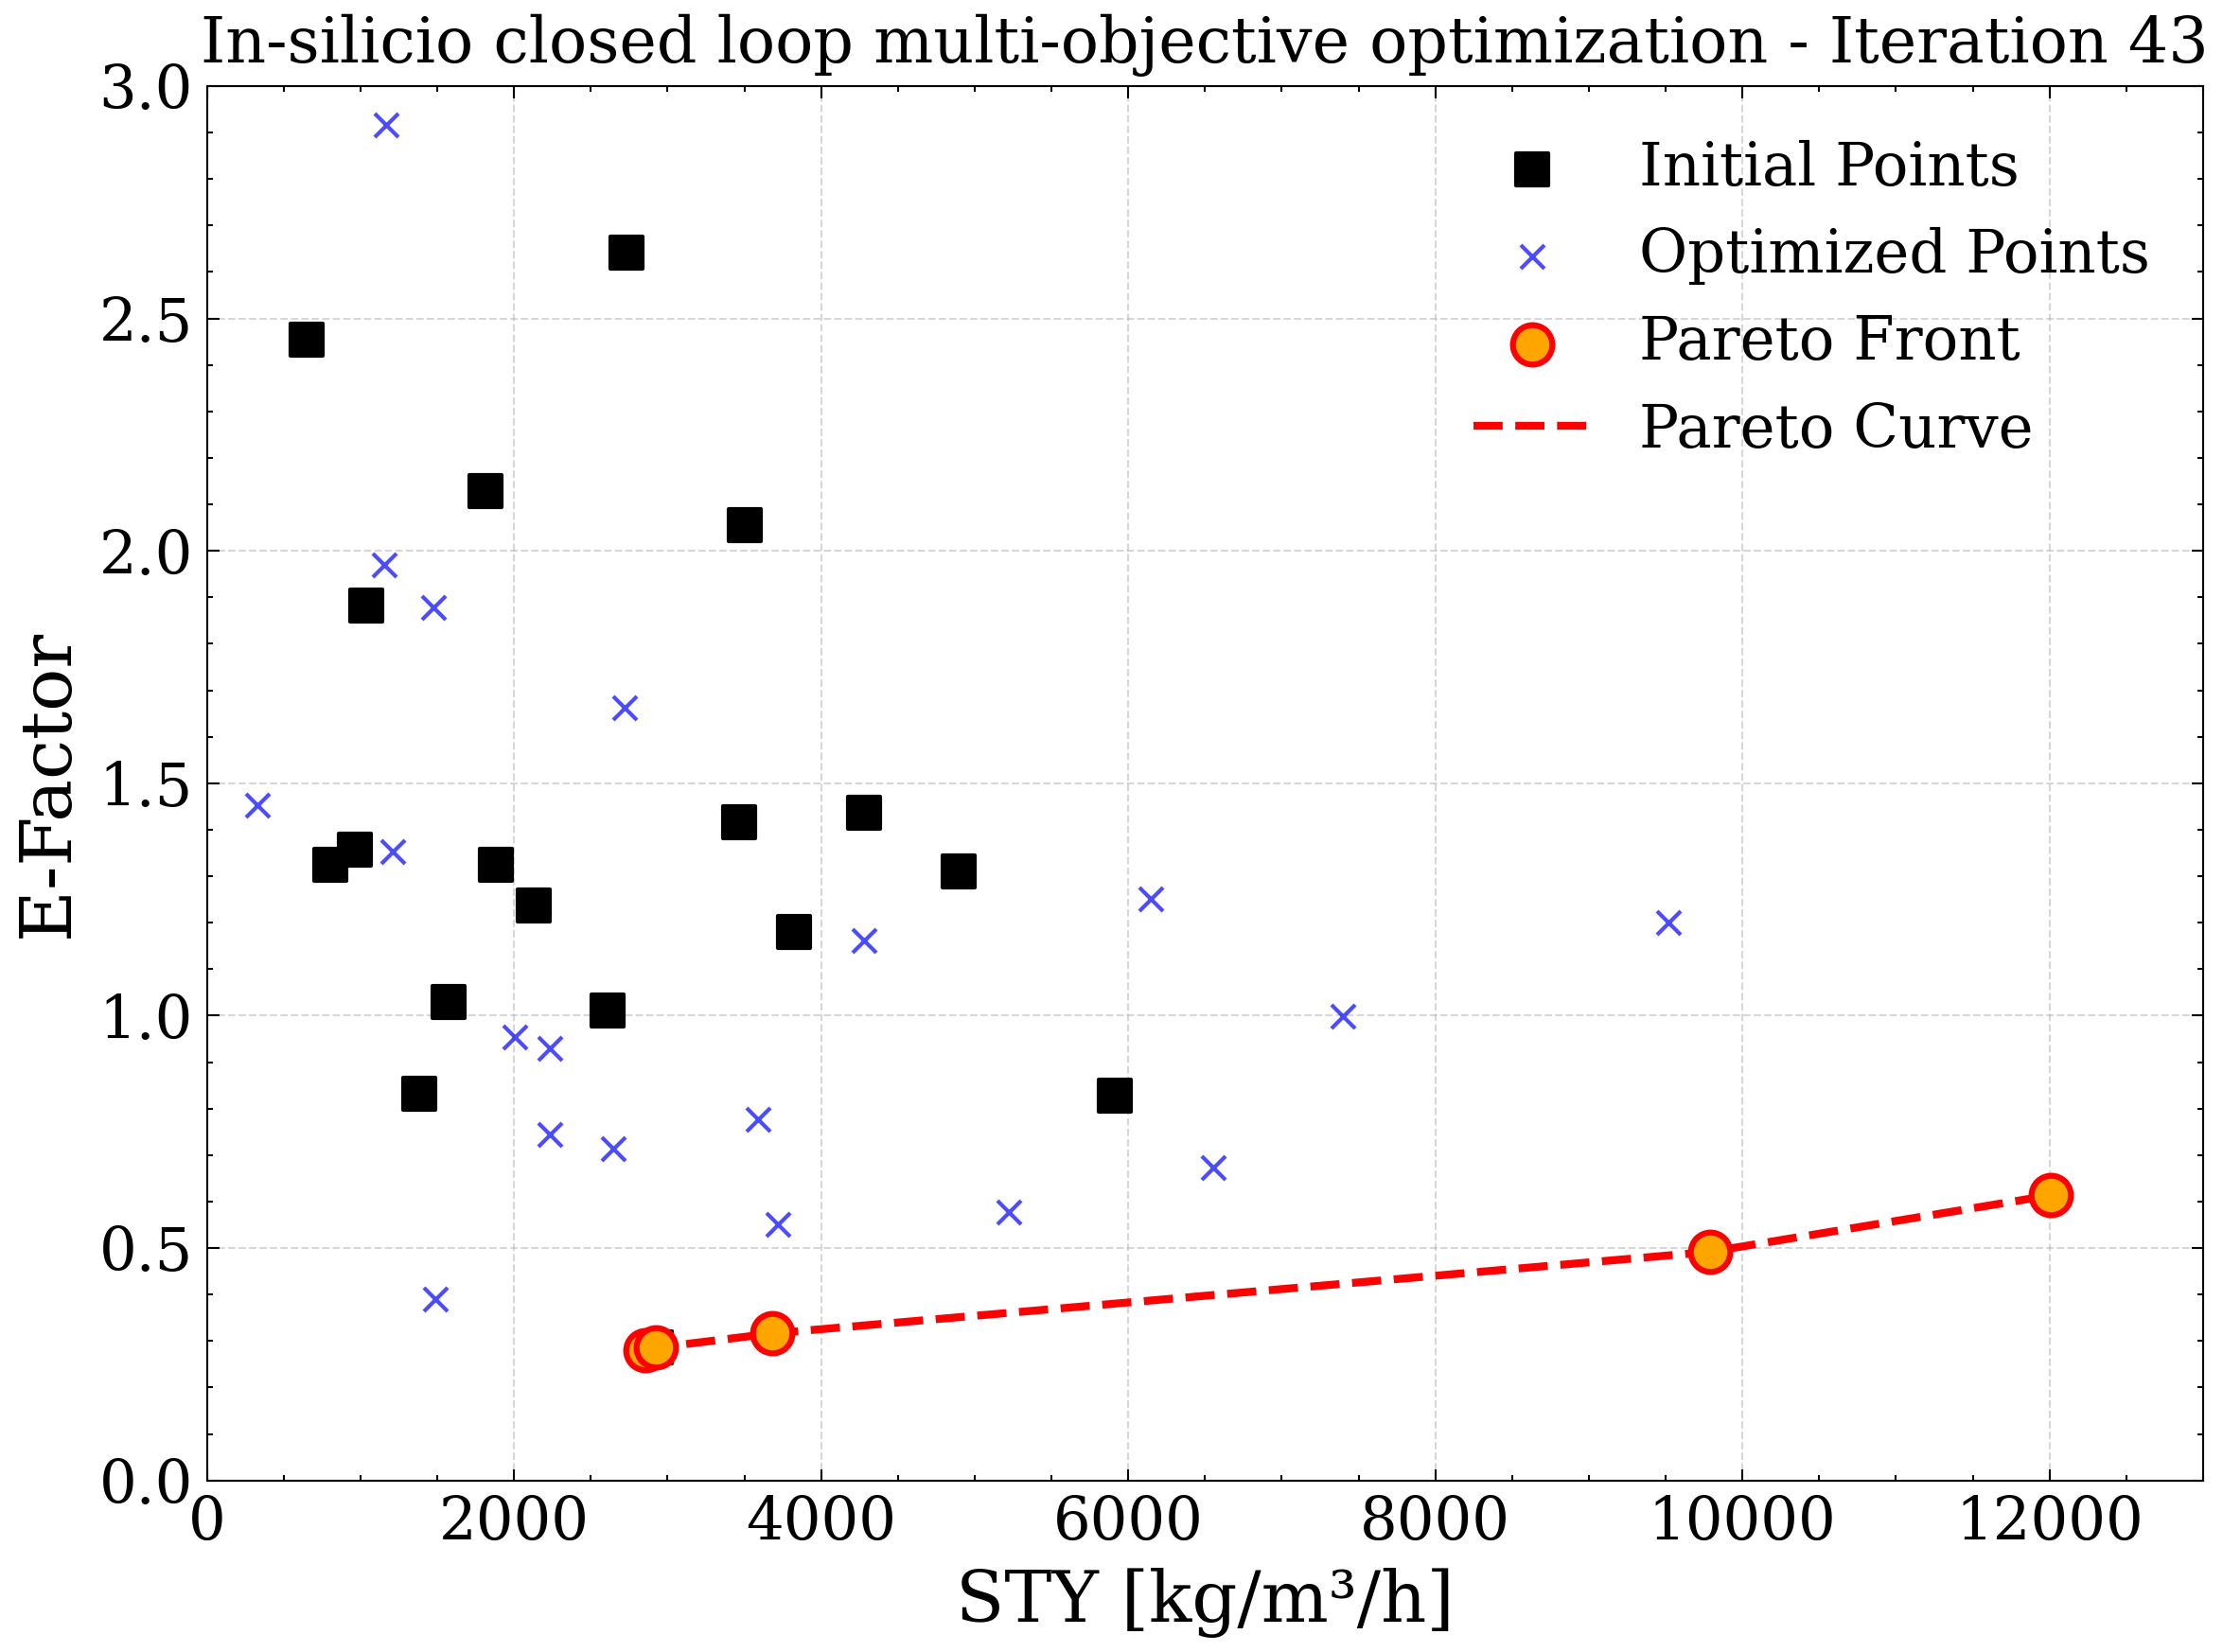 In-silicio closed loop multi-objective optimization - Iteration 43
3.0
2.5
2.0
1.5
1.0
0.5
0.0
E-Factor
Initial Points
Optimized Points
Pareto Front
Pareto Curve
0 2000 4000 6000 8000 10000 12000
STY [kg/m³/h]